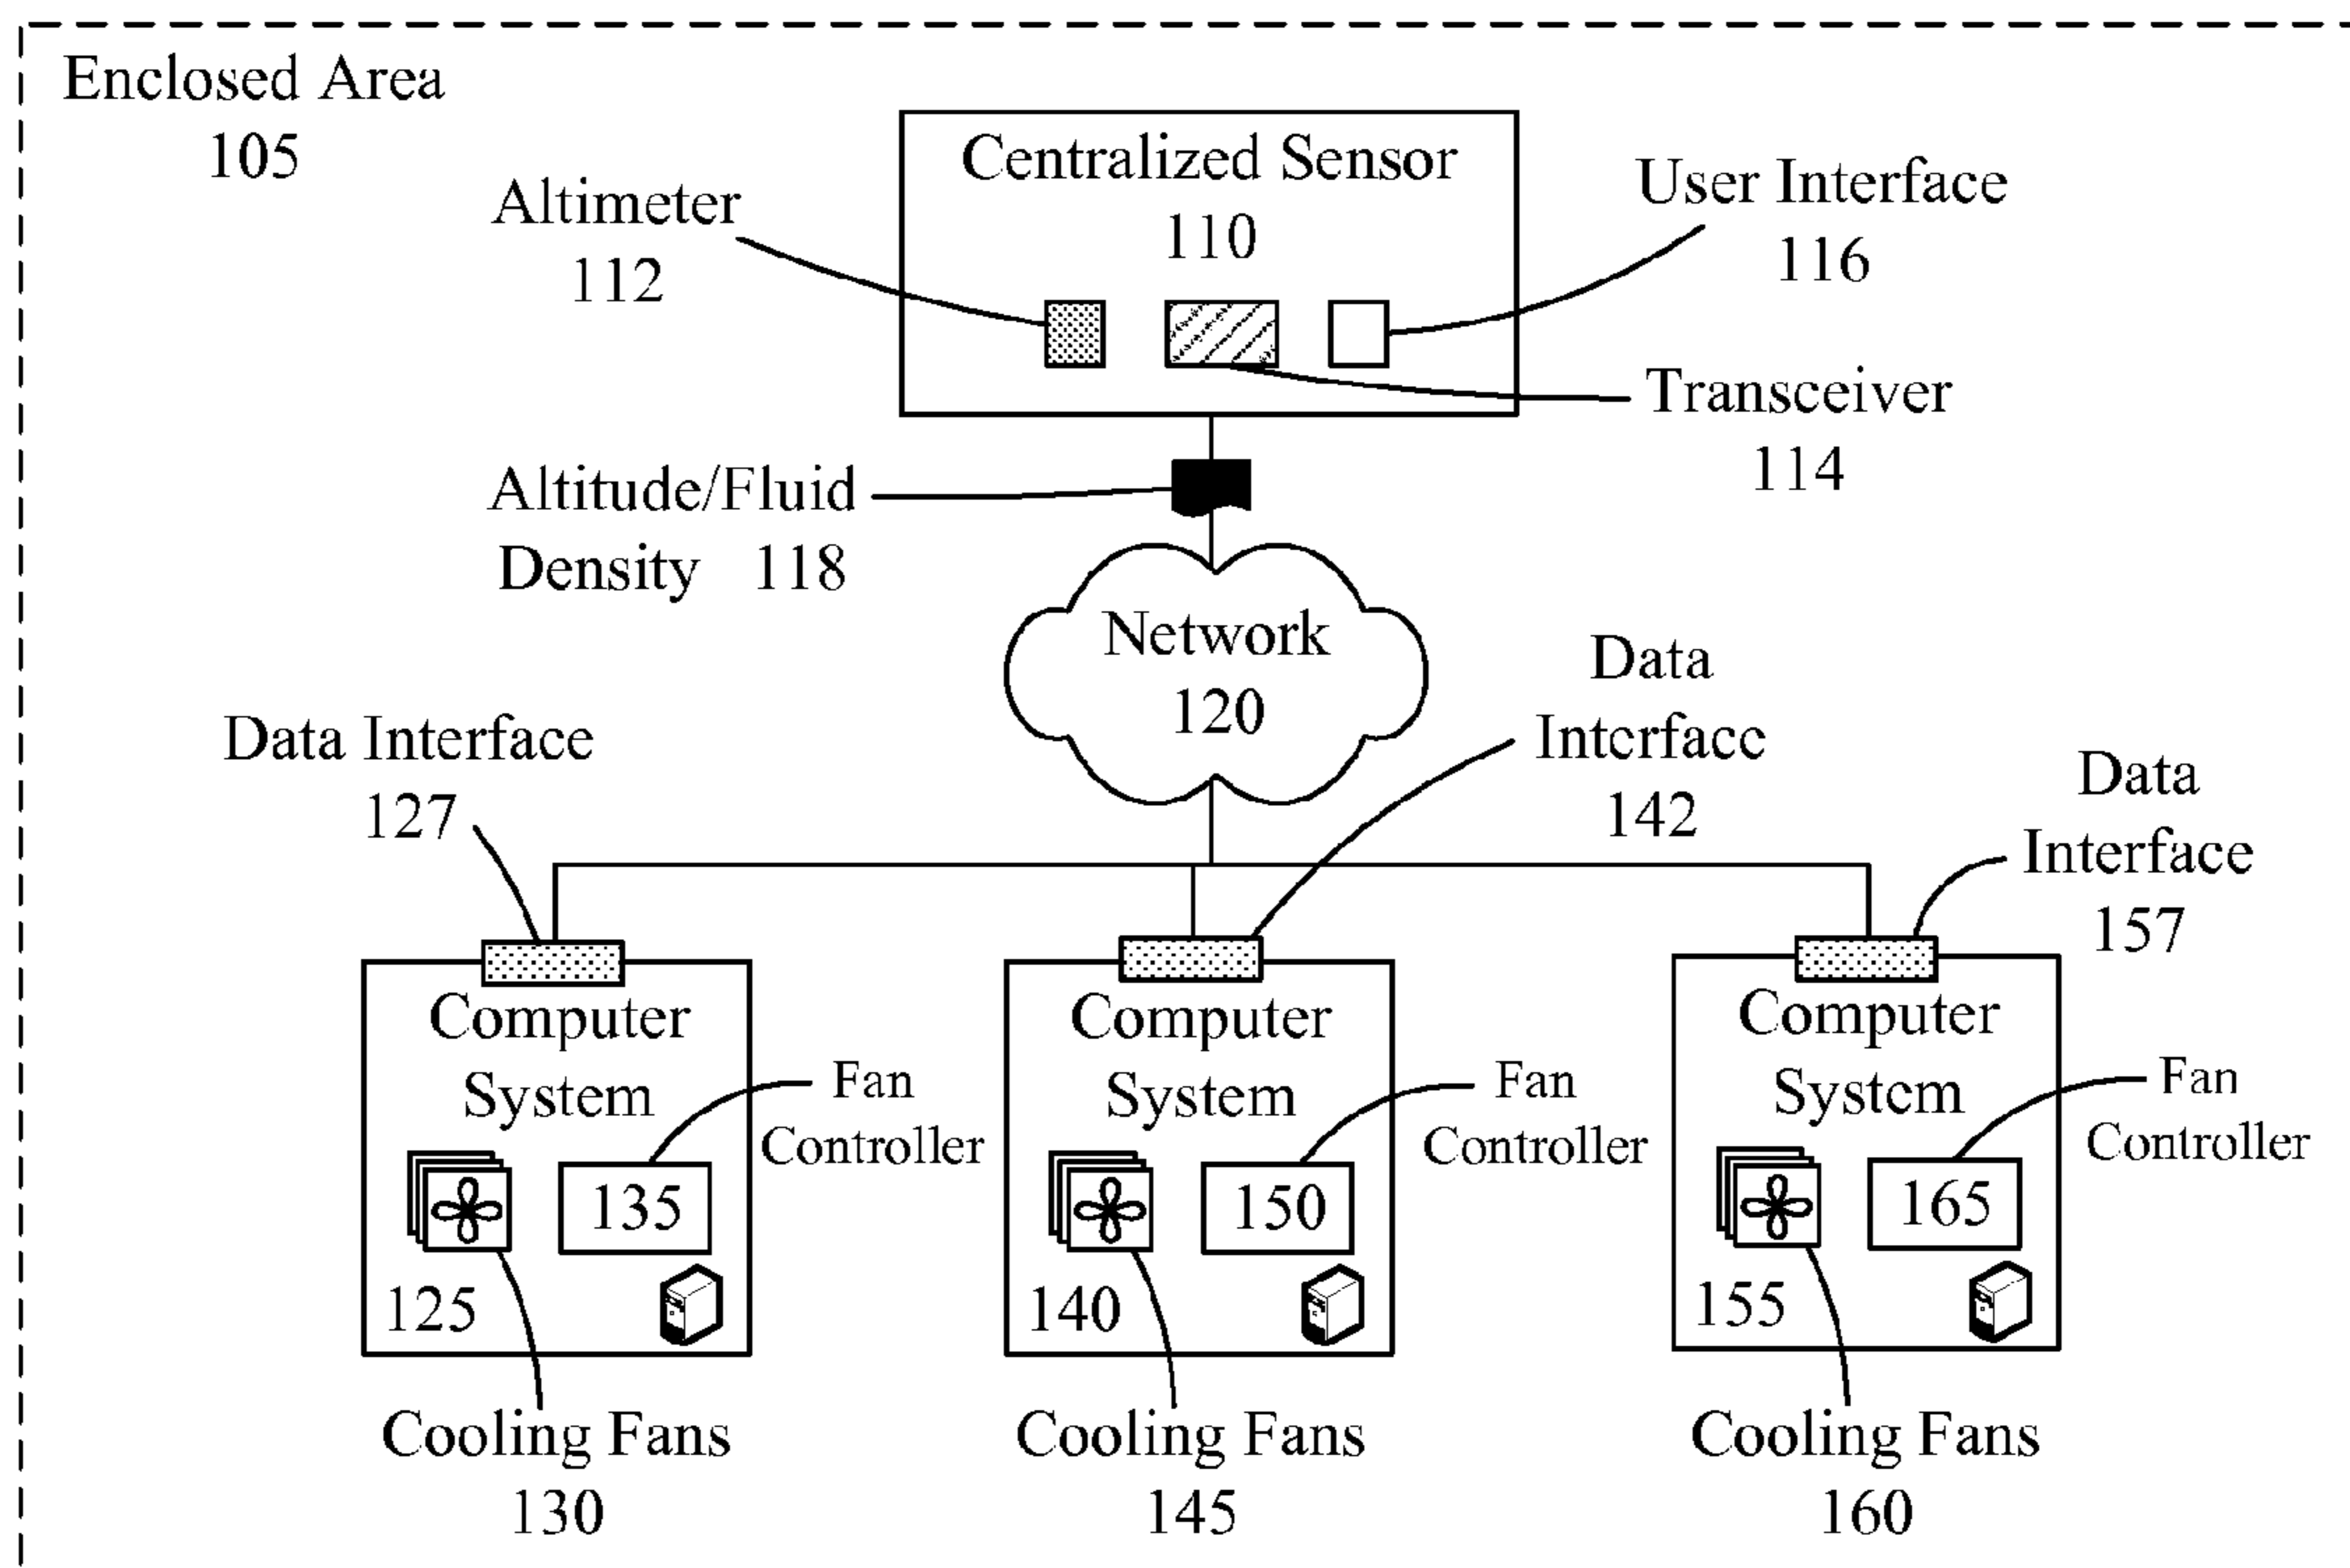 Enclosed Area
105
Centralized Sensor
110
Altimeter
112
User Interface
116
Transceiver
114
Altitude/Fluid
Density 118
Network
120
Data Interface
127
Data
Interface
142
Data
Interface
157
Computer
System
Fan
Controller
135
125
Cooling Fans
130
Computer
System
Fan
Controller
150
140
Cooling Fans
145
Computer
System
Fan
Controller
165
155
Cooling Fans
160